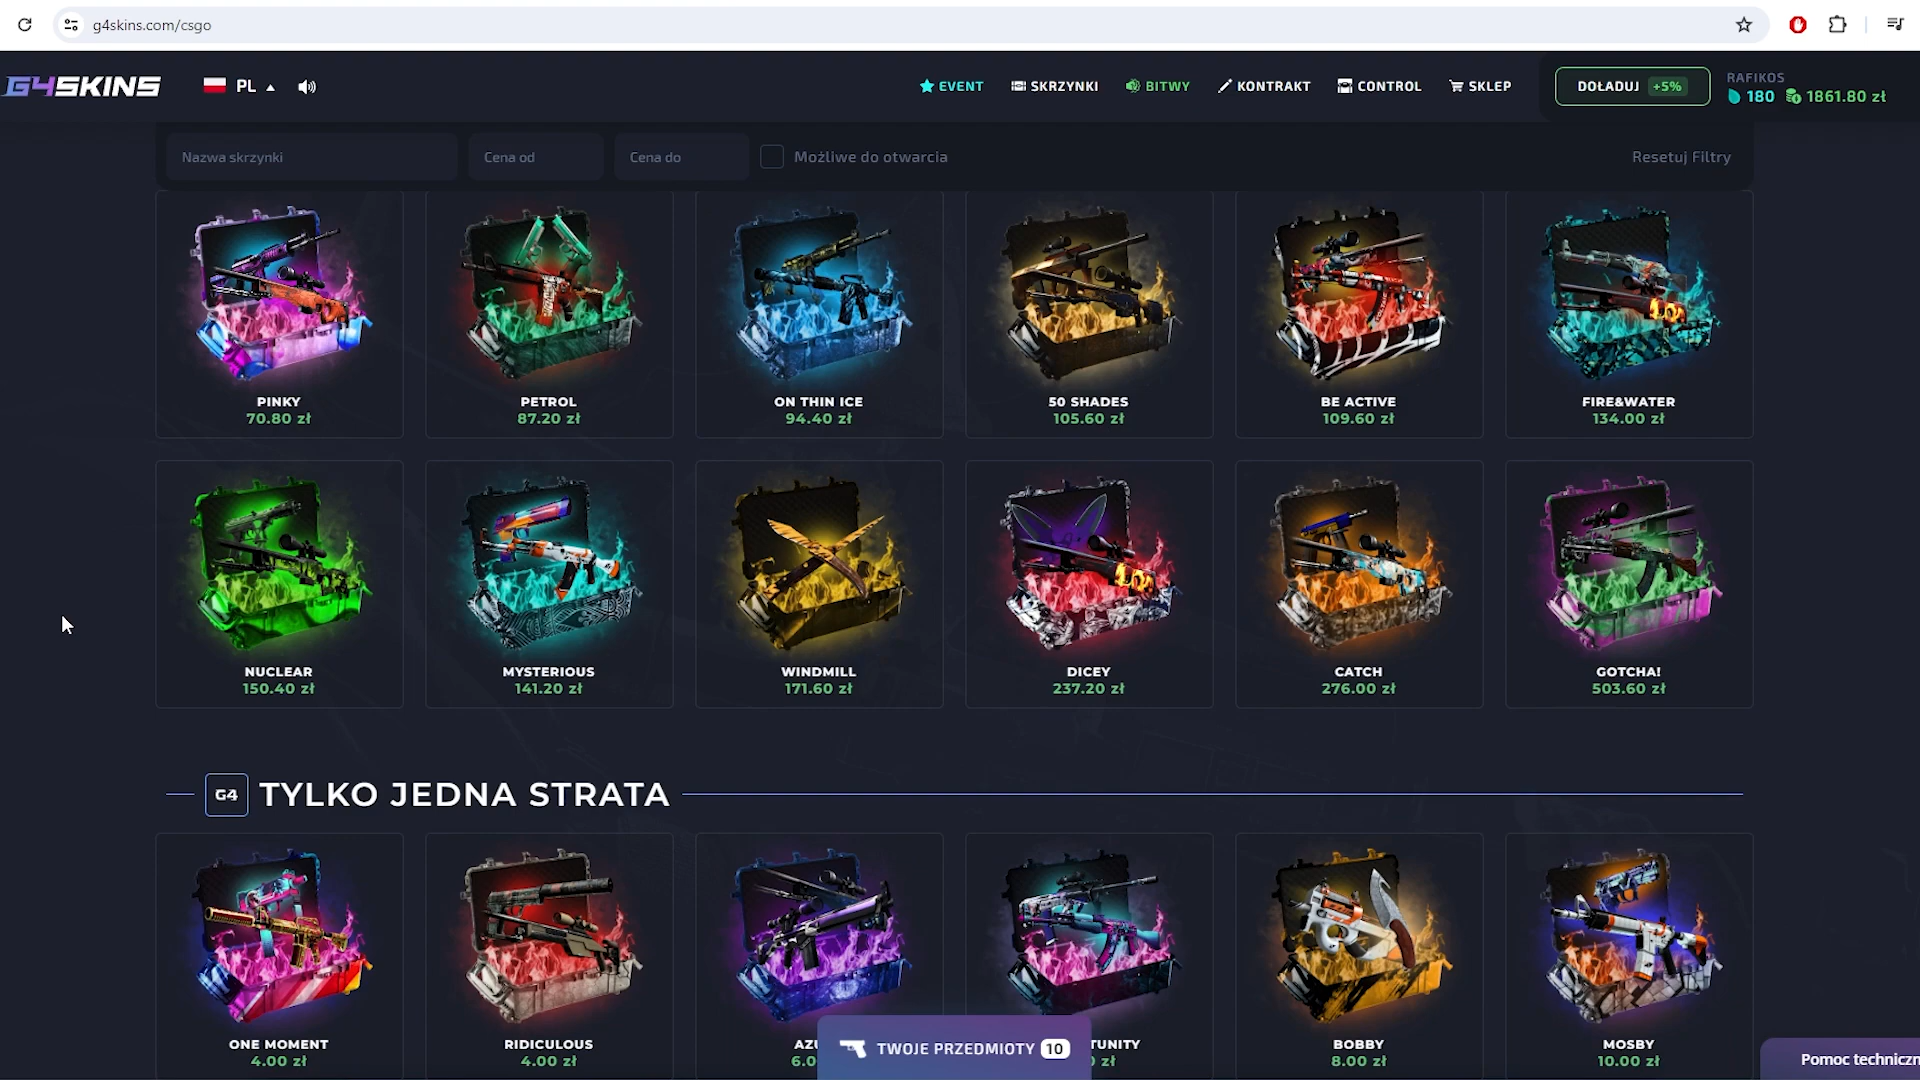 g4skins.com/csgo
G4SKINS
PL
EVENT
SKRZYNKI
BITWY
KONTRAKT
CONTROL
SKLEP
DOŁADUJ +5%
RAFIKOS
180 1861.80 zł
Nazwa skrzynki
Cena od
Cena do
Możliwe do otwarcia
Resetuj Filtry
PINKY
70.80 zł
PETROL
87.20 zł
ON THIN ICE
94.40 zł
50 SHADES
105.60 zł
BE ACTIVE
109.60 zł
FIRE&WATER
134.00 zł
NUCLEAR
150.40 zł
MYSTERIOUS
141.20 zł
WINDMILL
171.60 zł
DICEY
237.20 zł
CATCH
276.00 zł
GOTCHA!
503.60 zł
G4 TYLKO JEDNA STRATA
ONE MOMENT
4.00 zł
RIDICULOUS
4.00 zł
BOBBY
8.00 zł
MOSBY
10.00 zł
TWOJE PRZEDMIOTY 10
Pomoc techniczn